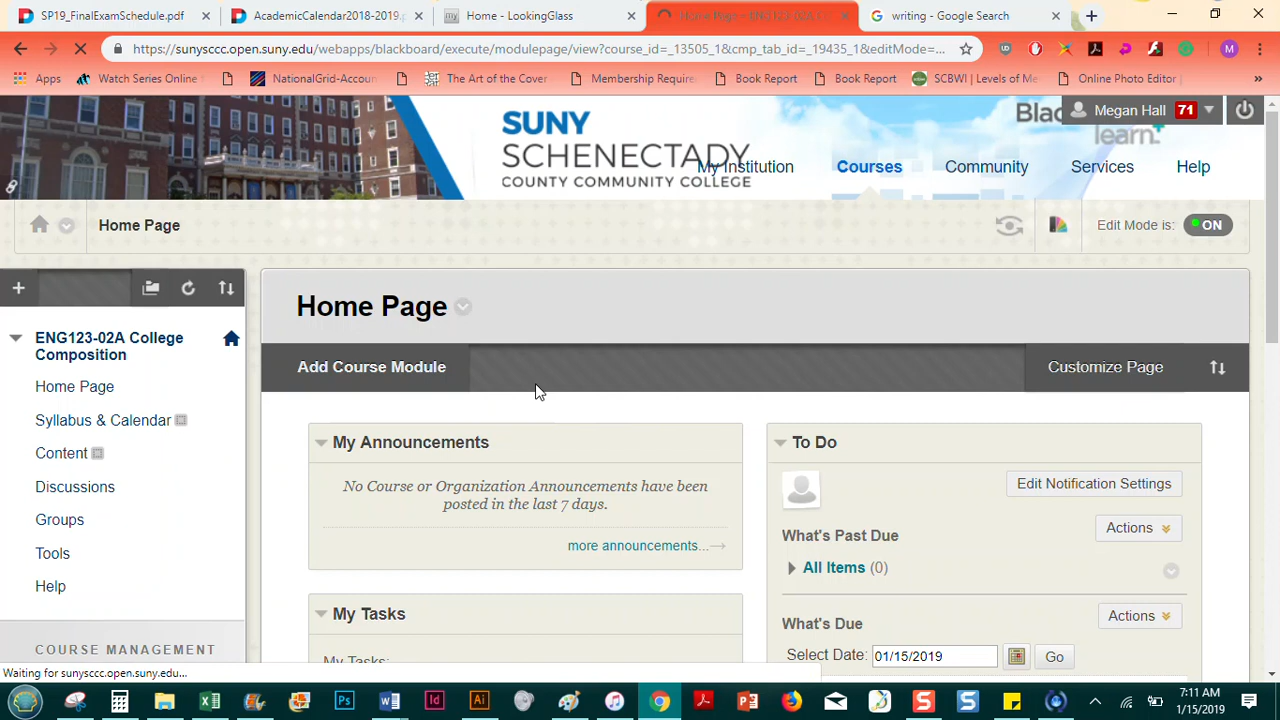 SP19_FinalExamSchedule.pdf
AcademicCalendar2018-2019.
Home - LookingGlass
Home Page – ENG123-02A
writing - Google Search
https://sunysccc.open.suny.edu/webapps/blackboard/execute/modulepage/view?course_id=_13505_1&cmp_tab_id=_19435_1&editMode=...
Apps
Watch Series Online
NationalGrid-Accoun
The Art of the Cover
Membership Require
Book Report
Book Report
SCBWI | Levels of Me
Online Photo Editor |
SUNY
SCHENECTADY
COUNTY COMMUNITY COLLEGE
Megan Hall 71
learn
My Institution
Courses
Community
Services
Help
Home Page
Edit Mode is: ON
ENG123-02A College
Composition
Home Page
Syllabus & Calendar
Content
Discussions
Groups
Tools
Help
COURSE MANAGEMENT
Home Page
Add Course Module
Customize Page
My Announcements
No Course or Organization Announcements have been
posted in the last 7 days.
more announcements...
My Tasks
My Tasks:
To Do
Edit Notification Settings
Actions
What's Past Due
All Items (0)
Actions
What's Due
Select Date: 01/15/2019 Go
Waiting for sunysccc.open.suny.edu...
7:11 AM
1/15/2019